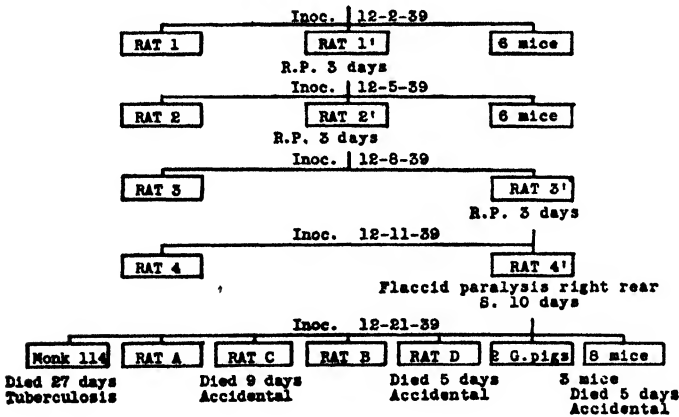 Inoc. 12-2-39
RAT 1 RAT 1' 6 mice
R.P. 3 days
Inoc. 12-5-39
RAT 2 RAT 2' 6 mice
R.P. 3 days
Inoc. 12-8-39
RAT 3 RAT 3'
R.P. 3 days
Inoc. 12-11-39
RAT 4 RAT 4'
Flaccid paralysis right rear
S. 10 days
Inoc. 12-21-39
Monk 114 RAT A RAT C RAT B RAT D 2 G.pigs 8 mice
Died 27 days Died 9 days Died 5 days 3 mice
Tuberculosis Accidental Accidental Died 5 days
Accidental